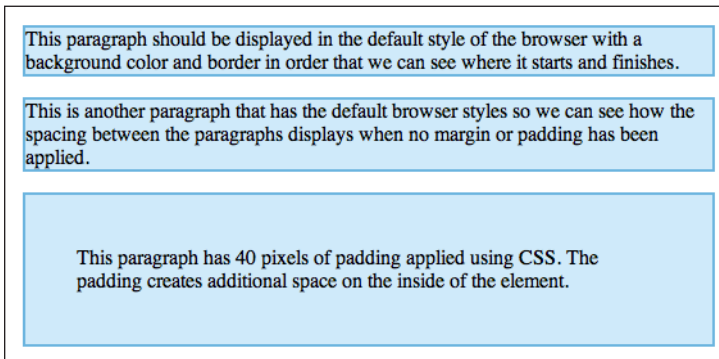 This paragraph should be displayed in the default style of the browser with a
background color and border in order that we can see where it starts and finishes.
This is another paragraph that has the default browser styles so we can see how the
spacing between the paragraphs displays when no margin or padding has been
applied.
This paragraph has 40 pixels of padding applied using CSS. The
padding creates additional space on the inside of the element.